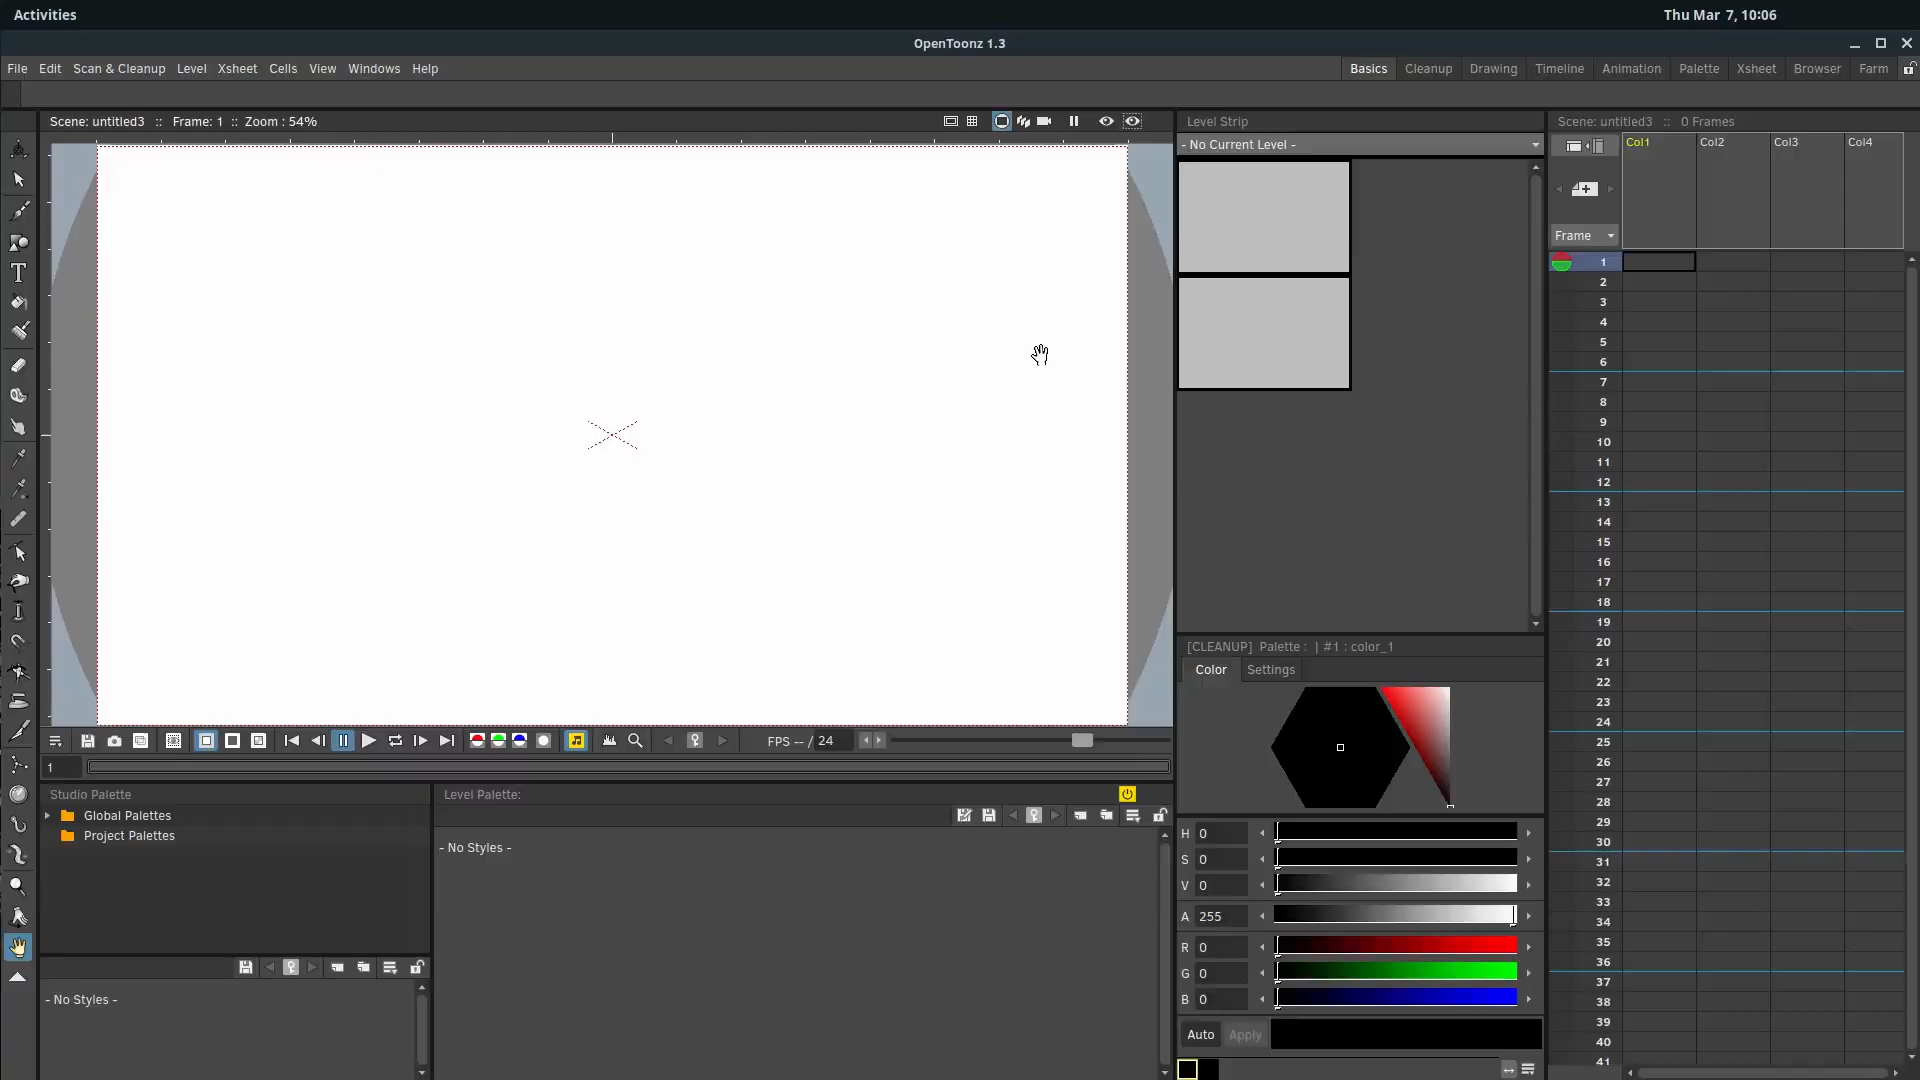 Activities
Thu Mar 7, 10:06
OpenToonz 1.3
File Edit Scan & Cleanup Level Xsheet Cells View Windows Help
Basics Cleanup Drawing Timeline Animation Palette Xsheet Browser Farm
Scene: untitled3 :: Frame: 1 :: Zoom : 54%
Level Strip
- No Current Level -
Scene: untitled3 :: 0 Frames
Col1 Col2 Col3 Col4
Frame
1
2
3
4
5
6
7
8
9
10
11
12
13
14
15
16
17
18
19
20
21
22
23
24
25
26
27
28
29
30
31
32
33
34
35
36
37
38
39
40
41
[CLEANUP] Palette : | #1 : color_1
Color Settings
H 0
S 0
V 0
A 255
R 0
G 0
B 0
Auto Apply
FPS -- / 24
1
Studio Palette
Global Palettes
Project Palettes
- No Styles -
Level Palette:
- No Styles -